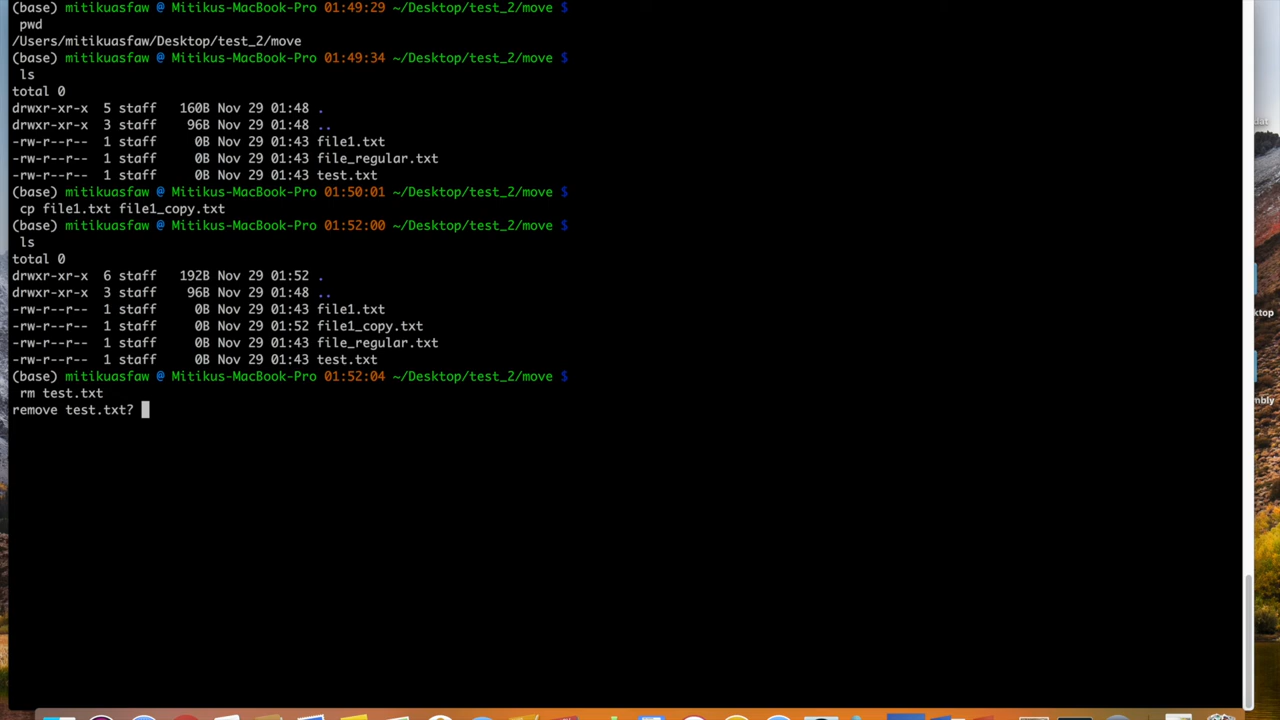 (base) mitikuasfaw @ Mitikus-MacBook-Pro 01:49:29 ~/Desktop/test_2/move $
pwd
/Users/mitikuasfaw/Desktop/test_2/move
(base) mitikuasfaw @ Mitikus-MacBook-Pro 01:49:34 ~/Desktop/test_2/move $
ls
total 0
drwxr-xr-x  5 staff   160B Nov 29 01:48 .
drwxr-xr-x  3 staff    96B Nov 29 01:48 ..
-rw-r--r--  1 staff     0B Nov 29 01:43 file1.txt
-rw-r--r--  1 staff     0B Nov 29 01:43 file_regular.txt
-rw-r--r--  1 staff     0B Nov 29 01:43 test.txt
(base) mitikuasfaw @ Mitikus-MacBook-Pro 01:50:01 ~/Desktop/test_2/move $
cp file1.txt file1_copy.txt
(base) mitikuasfaw @ Mitikus-MacBook-Pro 01:52:00 ~/Desktop/test_2/move $
ls
total 0
drwxr-xr-x  6 staff   192B Nov 29 01:52 .
drwxr-xr-x  3 staff    96B Nov 29 01:48 ..
-rw-r--r--  1 staff     0B Nov 29 01:43 file1.txt
-rw-r--r--  1 staff     0B Nov 29 01:52 file1_copy.txt
-rw-r--r--  1 staff     0B Nov 29 01:43 file_regular.txt
-rw-r--r--  1 staff     0B Nov 29 01:43 test.txt
(base) mitikuasfaw @ Mitikus-MacBook-Pro 01:52:04 ~/Desktop/test_2/move $
rm test.txt
remove test.txt?
ktop
mbly